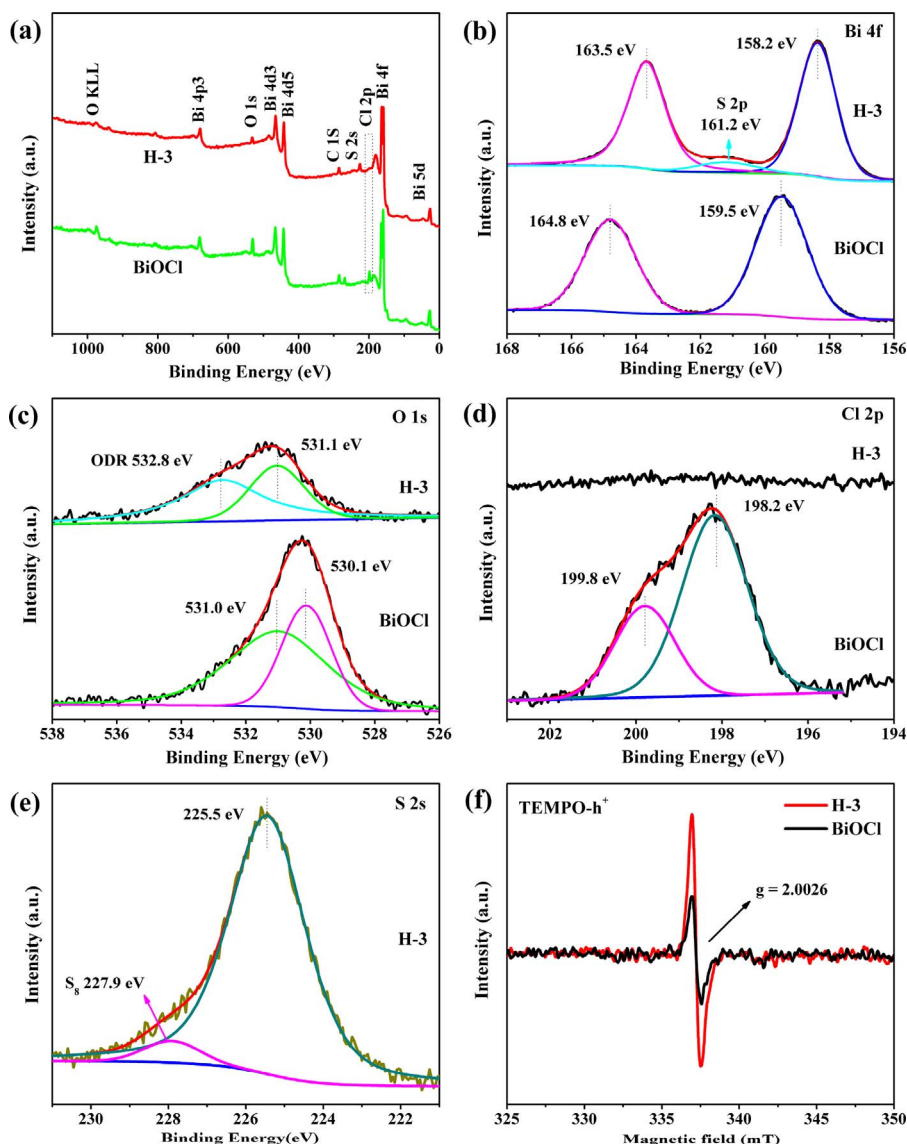 (a)
O KLL
Bi 4p3
O 1s
Bi 4d3
Bi 4d5
C 1S
S 2s
Cl 2p
Bi 4f
Bi 5d
H-3
BiOCl
Intensity (a.u.)
1000 800 600 400 200 0
Binding Energy (eV)
(b)
Bi 4f
163.5 eV
158.2 eV
S 2p
161.2 eV
H-3
164.8 eV
159.5 eV
BiOCl
Intensity (a.u.)
168 166 164 162 160 158 156
Binding Energy (eV)
(c)
O 1s
ODR 532.8 eV
531.1 eV
H-3
530.1 eV
531.0 eV
BiOCl
Intensity (a.u.)
538 536 534 532 530 528 526
Binding Energy (eV)
(d)
Cl 2p
H-3
198.2 eV
199.8 eV
BiOCl
Intensity (a.u.)
202 200 198 196 194
Binding Energy (eV)
(e)
S 2s
225.5 eV
H-3
S₈ 227.9 eV
Intensity (a.u.)
230 228 226 224 222
Binding Energy(eV)
(f)
TEMPO-h⁺
H-3
BiOCl
g = 2.0026
Intensity (a.u.)
325 330 335 340 345 350
Magnetic field (mT)